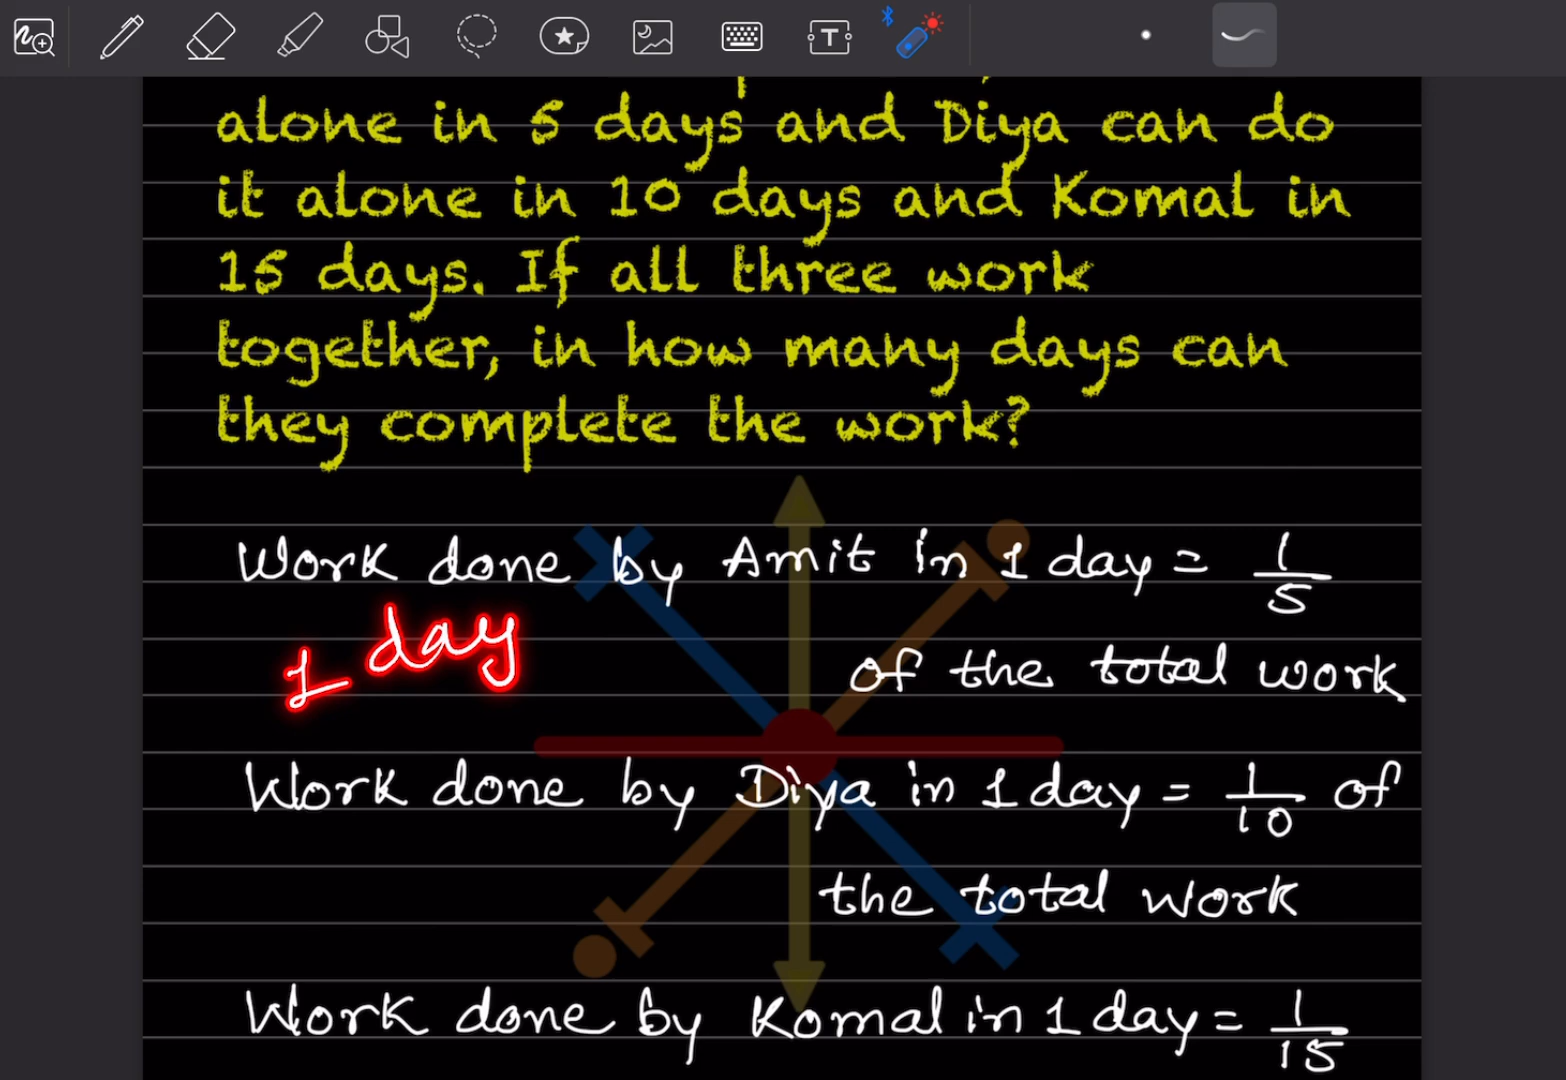 alone in 5 days and Diya can do
it alone in 10 days and Komal in
15 days. If all three work
together, in how many days can
they complete the work?
Work done by Amit in 1 day = 1/5
1 day
of the total work
Work done by Diya in 1 day = 1/10 of
the total work
Work done by Komal in 1 day = 1/15